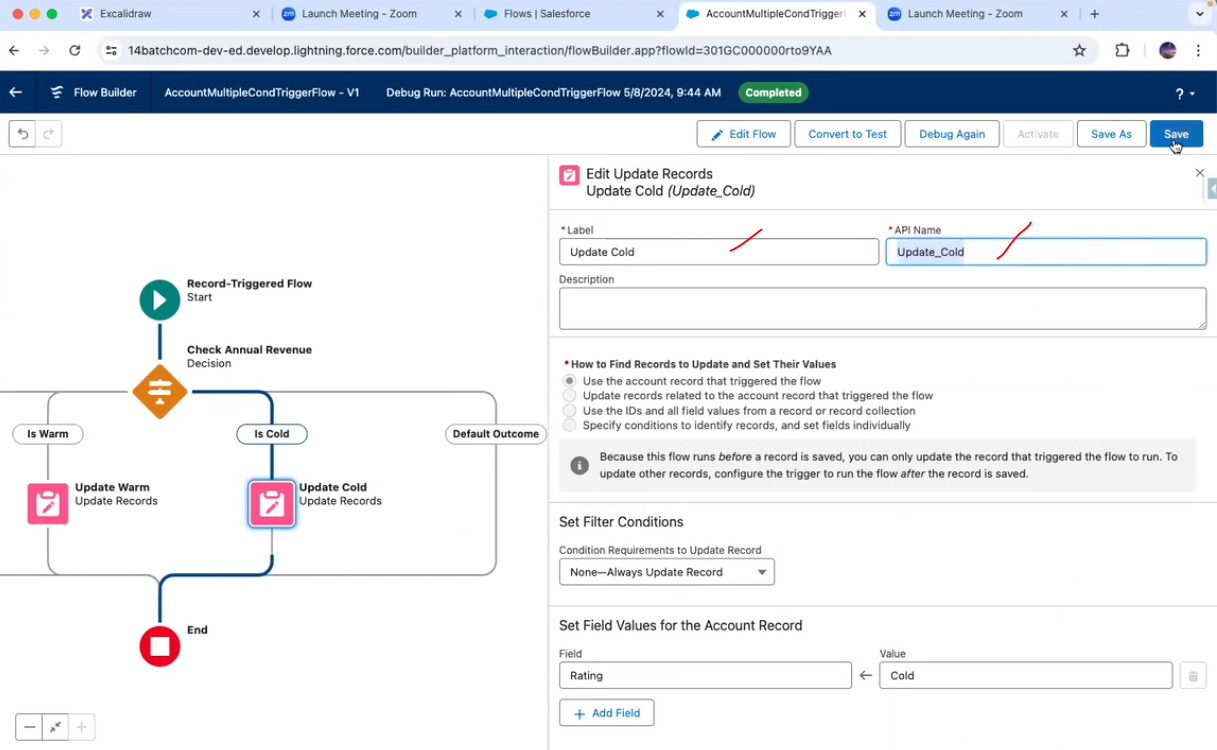 Excalidraw
Launch Meeting - Zoom
Flows | Salesforce
AccountMultipleCondTriggerF
Launch Meeting - Zoom
14batchcom-dev-ed.develop.lightning.force.com/builder_platform_interaction/flowBuilder.app?flowId=301GC000000rto9YAA
Flow Builder
AccountMultipleCondTriggerFlow - V1
Debug Run: AccountMultipleCondTriggerFlow 5/8/2024, 9:44 AM
Completed
?
Edit Flow
Convert to Test
Debug Again
Activate
Save As
Save
Record-Triggered Flow
Start
Check Annual Revenue
Decision
Is Warm
Is Cold
Default Outcome
Update Warm
Update Records
Update Cold
Update Records
End
Edit Update Records
Update Cold (Update_Cold)
* Label
Update Cold
* API Name
Update_Cold
Description
* How to Find Records to Update and Set Their Values
Use the account record that triggered the flow
Update records related to the account record that triggered the flow
Use the IDs and all field values from a record or record collection
Specify conditions to identify records, and set fields individually
Because this flow runs before a record is saved, you can only update the record that triggered the flow to run. To
update other records, configure the trigger to run the flow after the record is saved.
Set Filter Conditions
Condition Requirements to Update Record
None—Always Update Record
Set Field Values for the Account Record
Field
Rating
Value
Cold
+ Add Field